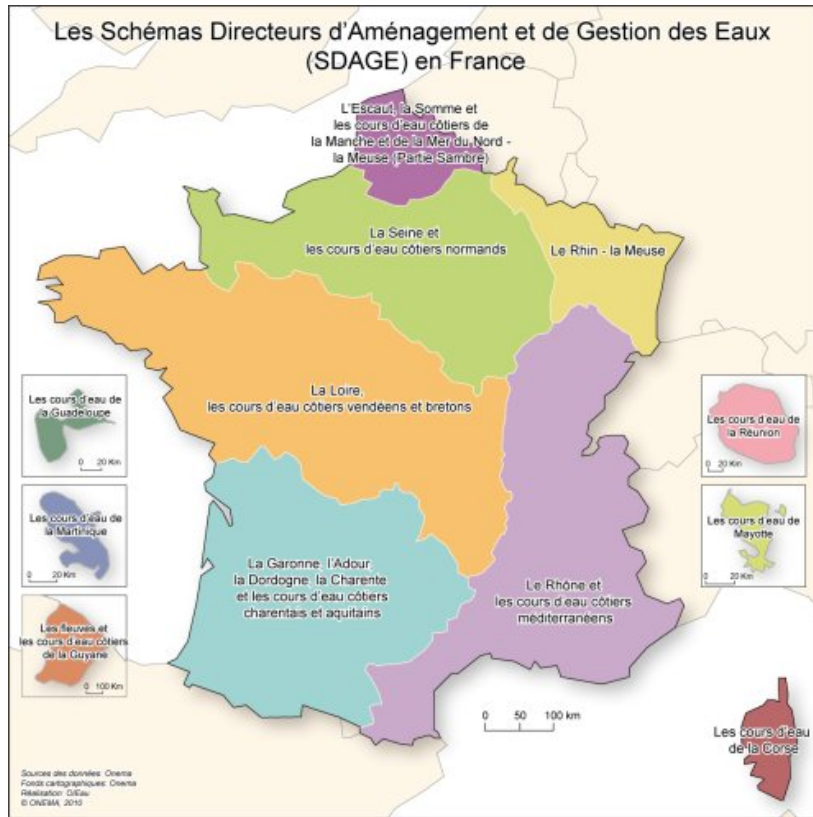 Les Schémas Directeurs d'Aménagement et de Gestion des Eaux
(SDAGE) en France
L'Escaut, la Somme et
les cours d'eau côtiers de
la Manche et de la Mer du Nord -
la Meuse (Partie Sambre)
La Seine et
les cours d'eau côtiers normands
Le Rhin - la Meuse
La Loire,
les cours d'eau côtiers vendéens et bretons
Les cours d'eau de
la Guadeloupe
0 20 Km
Les cours d'eau de
la Réunion
0 20 Km
Les cours d'eau de
la Martinique
0 20 Km
Les cours d'eau de
Mayotte
0 20 Km
La Garonne, l'Adour,
la Dordogne, la Charente
et les cours d'eau côtiers
charentais et aquitains
Le Rhône et
les cours d'eau côtiers
méditerranéens
Les fleuves et
les cours d'eau côtiers
de la Guyane
0 100 Km
0 50 100 km
Les cours d'eau
de la Corse
Sources des données: Onema
Fonds cartographiques: Onema
Réalisation: OIEau
© ONEMA, 2010